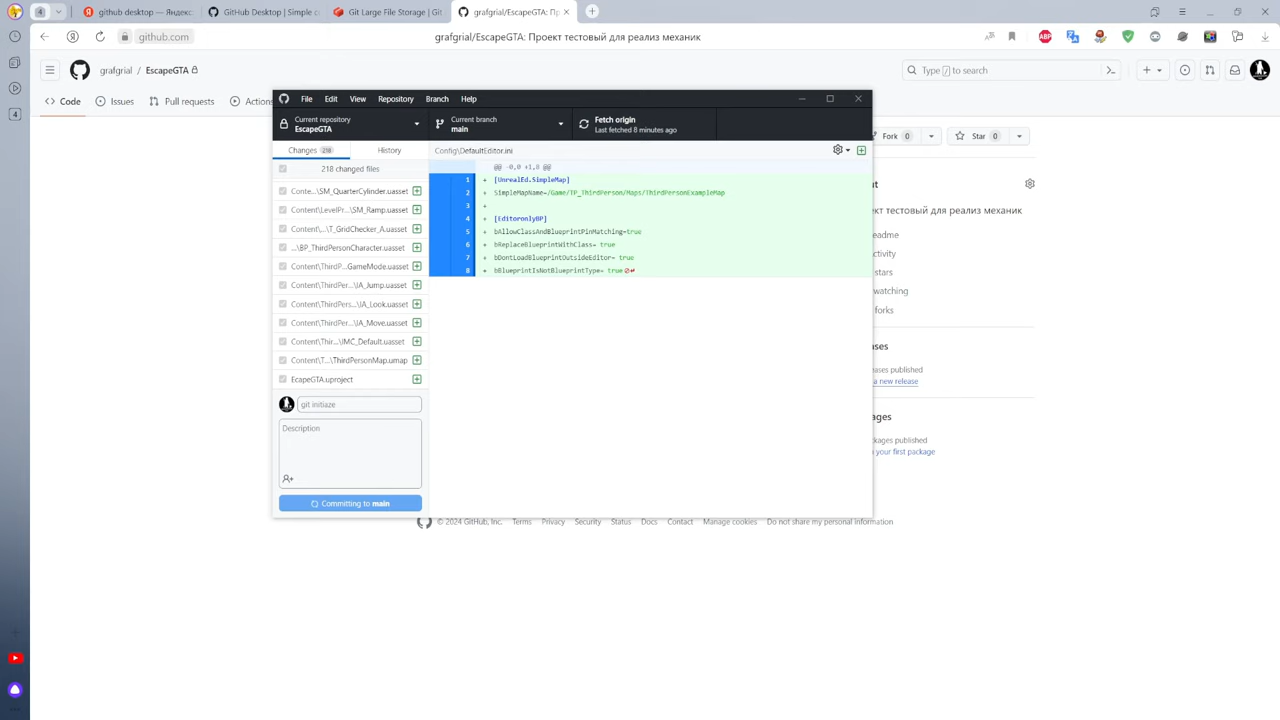 4
github desktop — Яндекс
GitHub Desktop | Simple c
Git Large File Storage | Git
grafgrial/EscapeGTA: Пр
github.com
grafgrial/EscapeGTA: Проект тестовый для реализ механик
ABP
grafgrial / EscapeGTA
Type / to search
Code
Issues
Pull requests
Actions
4
File
Edit
View
Repository
Branch
Help
Current repository
EscapeGTA
Current branch
main
Fetch origin
Last fetched 8 minutes ago
Fork 0
Star 0
Changes 218
History
Config\DefaultEditor.ini
218 changed files
@@ -0,0 +1,8 @@
1 + [UnrealEd.SimpleMap]
2 + SimpleMapName=/Game/TP_ThirdPerson/Maps/ThirdPersonExampleMap
3 +
4 + [EditoronlyBP]
5 + bAllowClassAndBlueprintPinMatching=true
6 + bReplaceBlueprintWithClass= true
7 + bDontLoadBlueprintOutsideEditor= true
8 + bBlueprintIsNotBlueprintType= true
Conte...\SM_QuarterCylinder.uasset
Content\LevelPr...\SM_Ramp.uasset
Content\...\T_GridChecker_A.uasset
...\BP_ThirdPersonCharacter.uasset
Content\ThirdP...GameMode.uasset
Content\ThirdPer...\IA_Jump.uasset
Content\ThirdPers...\IA_Look.uasset
Content\ThirdPer...\IA_Move.uasset
Content\Thir...\IMC_Default.uasset
Content\T...\ThirdPersonMap.umap
EcapeGTA.uproject
git initiaze
Description
Committing to main
ut
ект тестовый для реализ механик
eadme
ctivity
stars
watching
forks
ases
eases published
a new release
ages
ckages published
n your first package
© 2024 GitHub, Inc.
Terms
Privacy
Security
Status
Docs
Contact
Manage cookies
Do not share my personal information